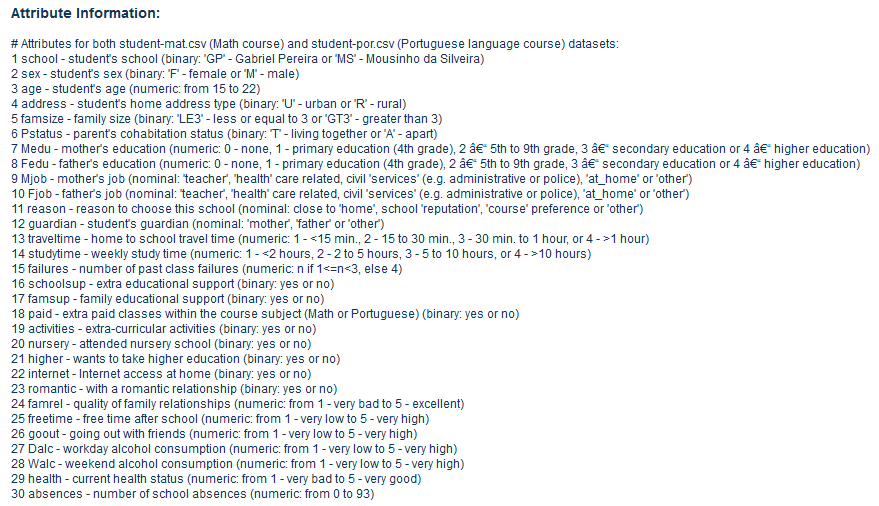 Attribute Information:
# Attributes for both student-mat.csv (Math course) and student-por.csv (Portuguese language course) datasets:
1 school - student's school (binary: 'GP' - Gabriel Pereira or 'MS' - Mousinho da Silveira)
2 sex - student's sex (binary: 'F' - female or 'M' - male)
3 age - student's age (numeric: from 15 to 22)
4 address - student's home address type (binary: 'U' - urban or 'R' - rural)
5 famsize - family size (binary: 'LE3' - less or equal to 3 or 'GT3' - greater than 3)
6 Pstatus - parent's cohabitation status (binary: 'T' - living together or 'A' - apart)
7 Medu - mother's education (numeric: 0 - none, 1 - primary education (4th grade), 2 â€“ 5th to 9th grade, 3 â€“ secondary education or 4 â€“ higher education)
8 Fedu - father's education (numeric: 0 - none, 1 - primary education (4th grade), 2 â€“ 5th to 9th grade, 3 â€“ secondary education or 4 â€“ higher education)
9 Mjob - mother's job (nominal: 'teacher', 'health' care related, civil 'services' (e.g. administrative or police), 'at_home' or 'other')
10 Fjob - father's job (nominal: 'teacher', 'health' care related, civil 'services' (e.g. administrative or police), 'at_home' or 'other')
11 reason - reason to choose this school (nominal: close to 'home', school 'reputation', 'course' preference or 'other')
12 guardian - student's guardian (nominal: 'mother', 'father' or 'other')
13 traveltime - home to school travel time (numeric: 1 - <15 min., 2 - 15 to 30 min., 3 - 30 min. to 1 hour, or 4 - >1 hour)
14 studytime - weekly study time (numeric: 1 - <2 hours, 2 - 2 to 5 hours, 3 - 5 to 10 hours, or 4 - >10 hours)
15 failures - number of past class failures (numeric: n if 1<=n<3, else 4)
16 schoolsup - extra educational support (binary: yes or no)
17 famsup - family educational support (binary: yes or no)
18 paid - extra paid classes within the course subject (Math or Portuguese) (binary: yes or no)
19 activities - extra-curricular activities (binary: yes or no)
20 nursery - attended nursery school (binary: yes or no)
21 higher - wants to take higher education (binary: yes or no)
22 internet - Internet access at home (binary: yes or no)
23 romantic - with a romantic relationship (binary: yes or no)
24 famrel - quality of family relationships (numeric: from 1 - very bad to 5 - excellent)
25 freetime - free time after school (numeric: from 1 - very low to 5 - very high)
26 goout - going out with friends (numeric: from 1 - very low to 5 - very high)
27 Dalc - workday alcohol consumption (numeric: from 1 - very low to 5 - very high)
28 Walc - weekend alcohol consumption (numeric: from 1 - very low to 5 - very high)
29 health - current health status (numeric: from 1 - very bad to 5 - very good)
30 absences - number of school absences (numeric: from 0 to 93)